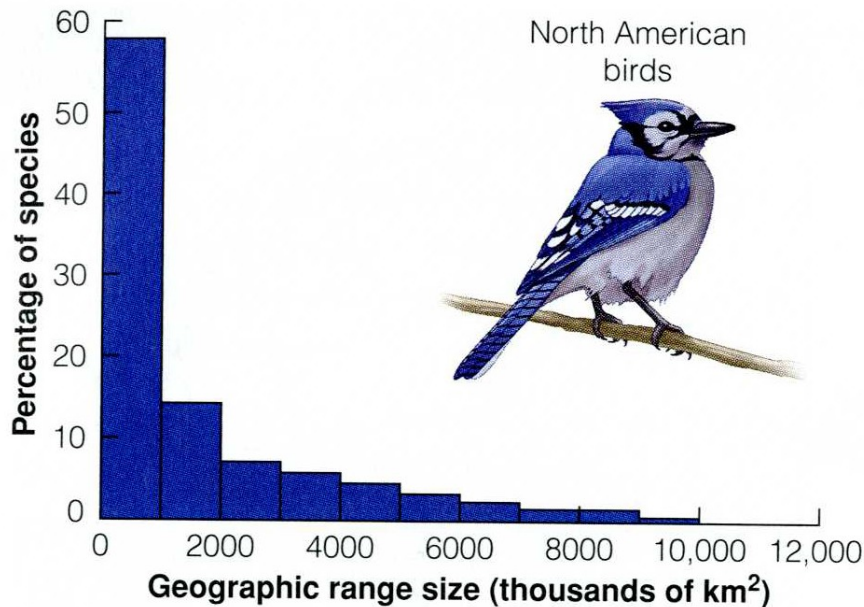 North American
birds
Percentage of species
60
50
40
30
20
10
0
0 2000 4000 6000 8000 10,000 12,000
Geographic range size (thousands of km²)